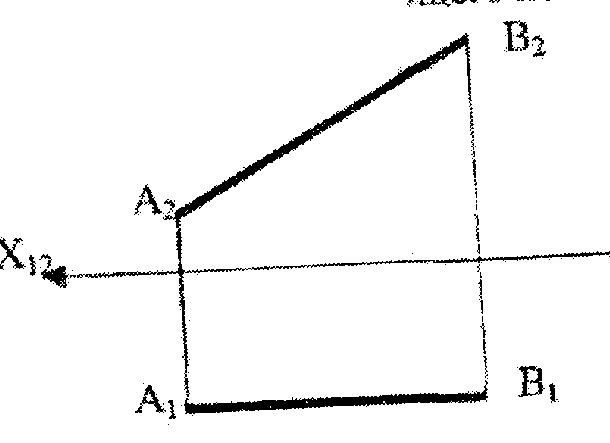 B₂
A₂
X₁₂
A₁ B₁